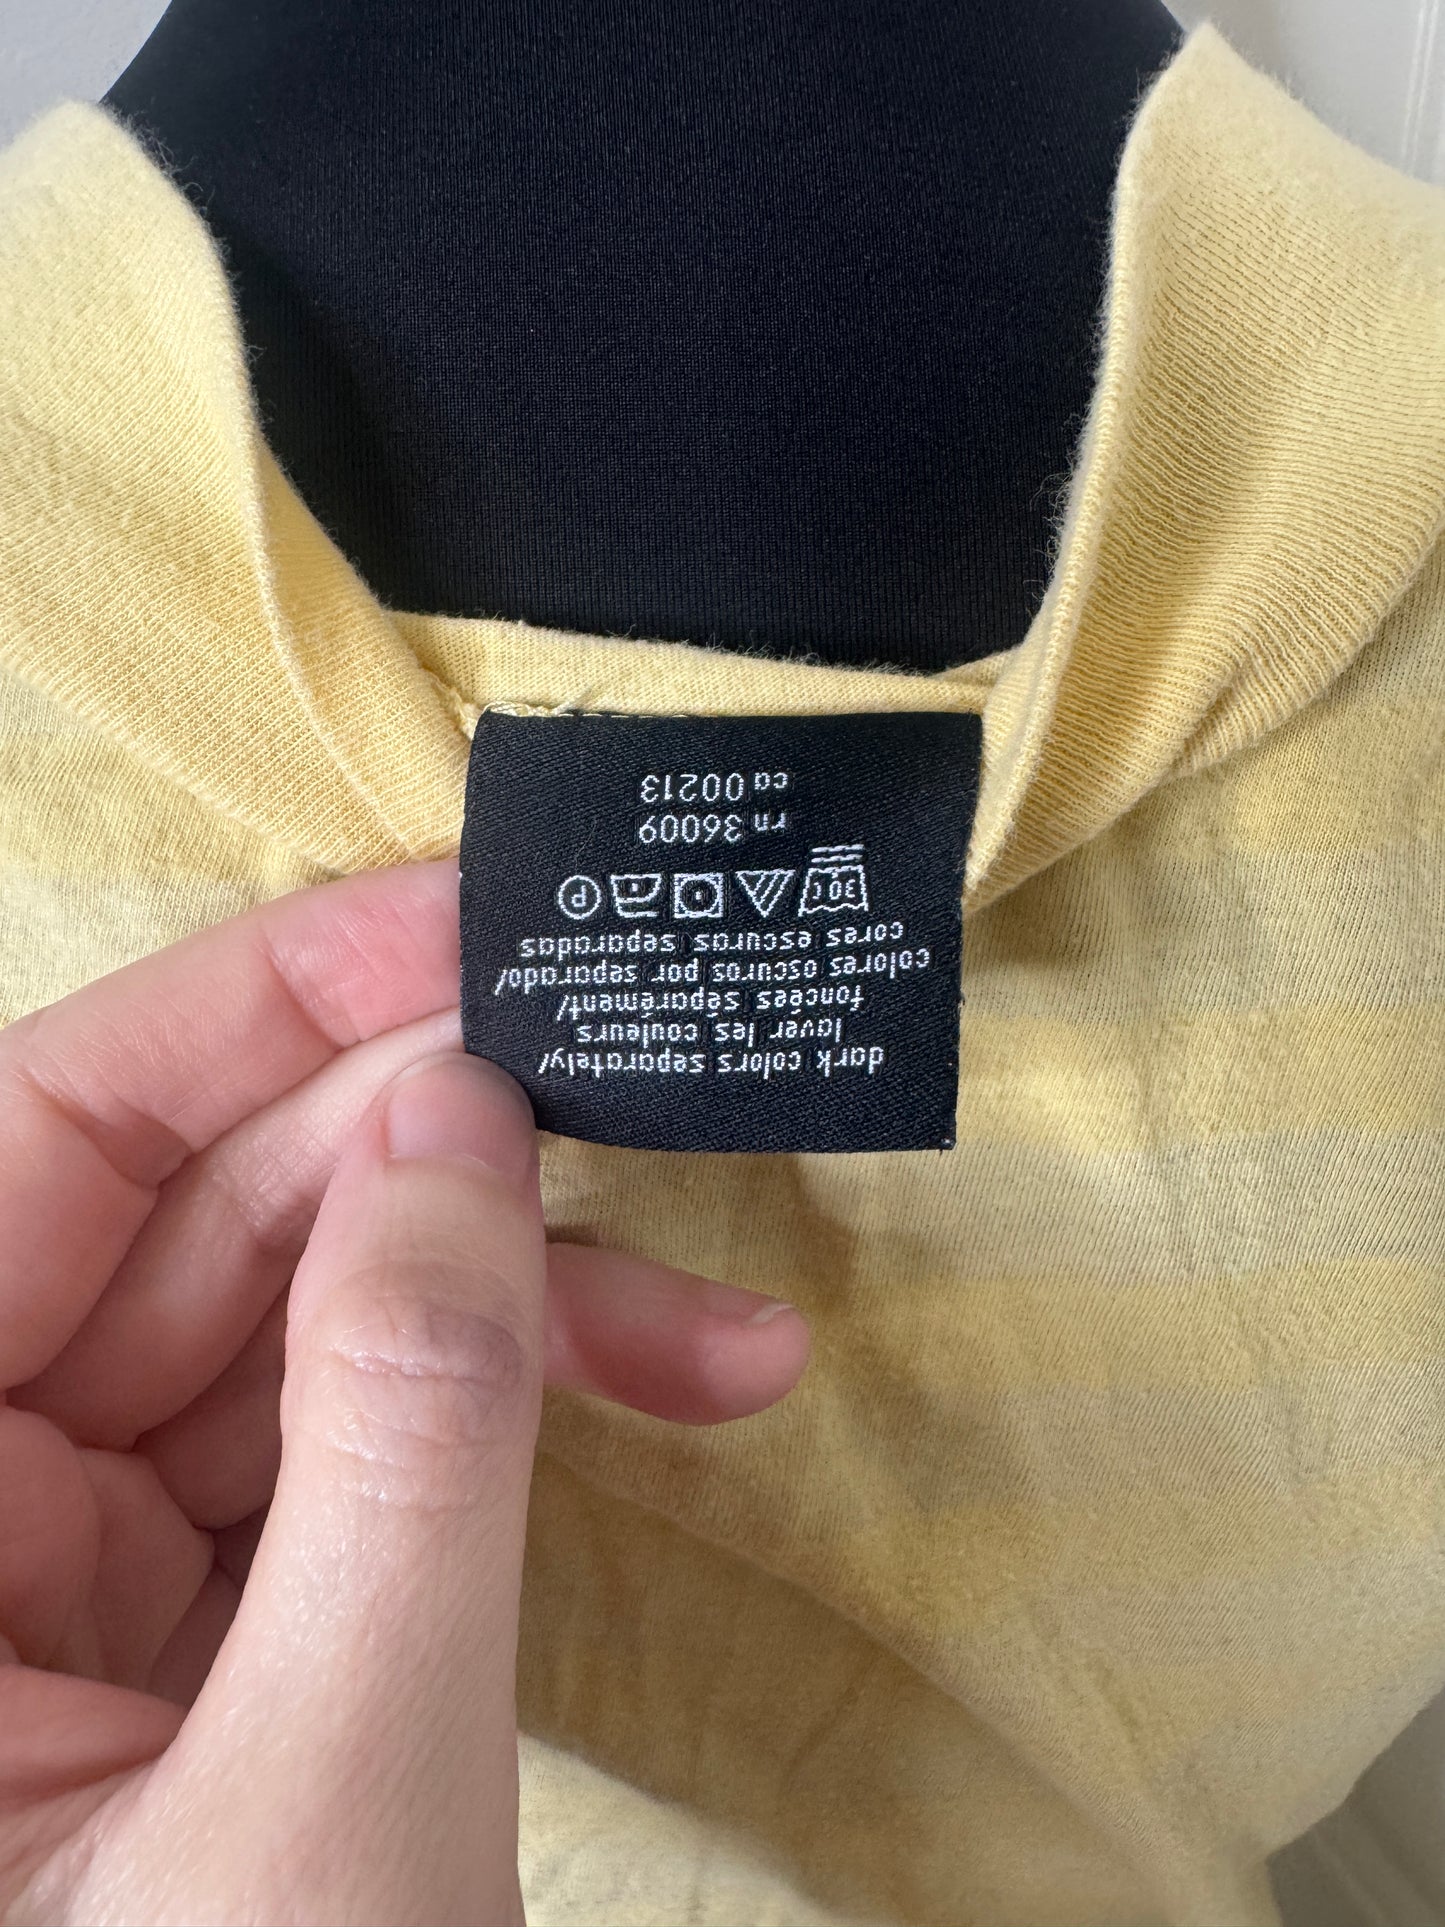 dark colors separately/
laver les couleurs
foncées séparément/
colores oscuros por separado/
cores escuras separadas
30C P
rn 36009
ca 00213